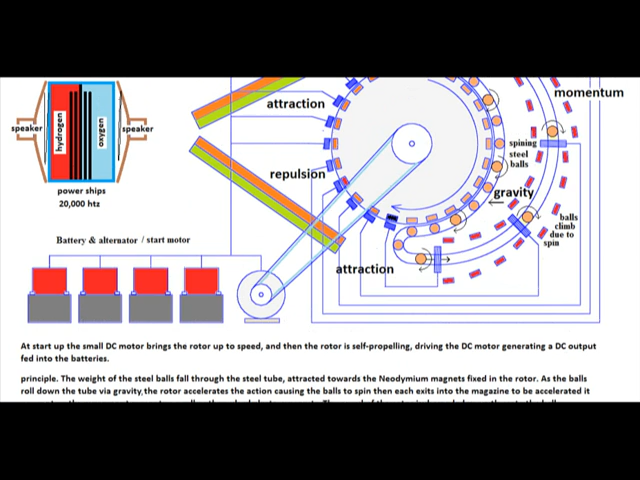 attraction
momentum
speaker
hydrogen
oxygen
speaker
spinning
steel
balls
repulsion
power ships
20,000 htz
gravity
balls
climb
due to
spin
Battery & alternator / start motor
attraction
At start up the small DC motor brings the rotor up to speed, and then the rotor is self-propelling, driving the DC motor generating a DC output
fed into the batteries.
principle. The weight of the steel balls fall through the steel tube, attracted towards the Neodymium magnets fixed in the rotor. As the balls
roll down the tube via gravity,the rotor accelerates the action causing the balls to spin then each exits into the magazine to be accelerated it